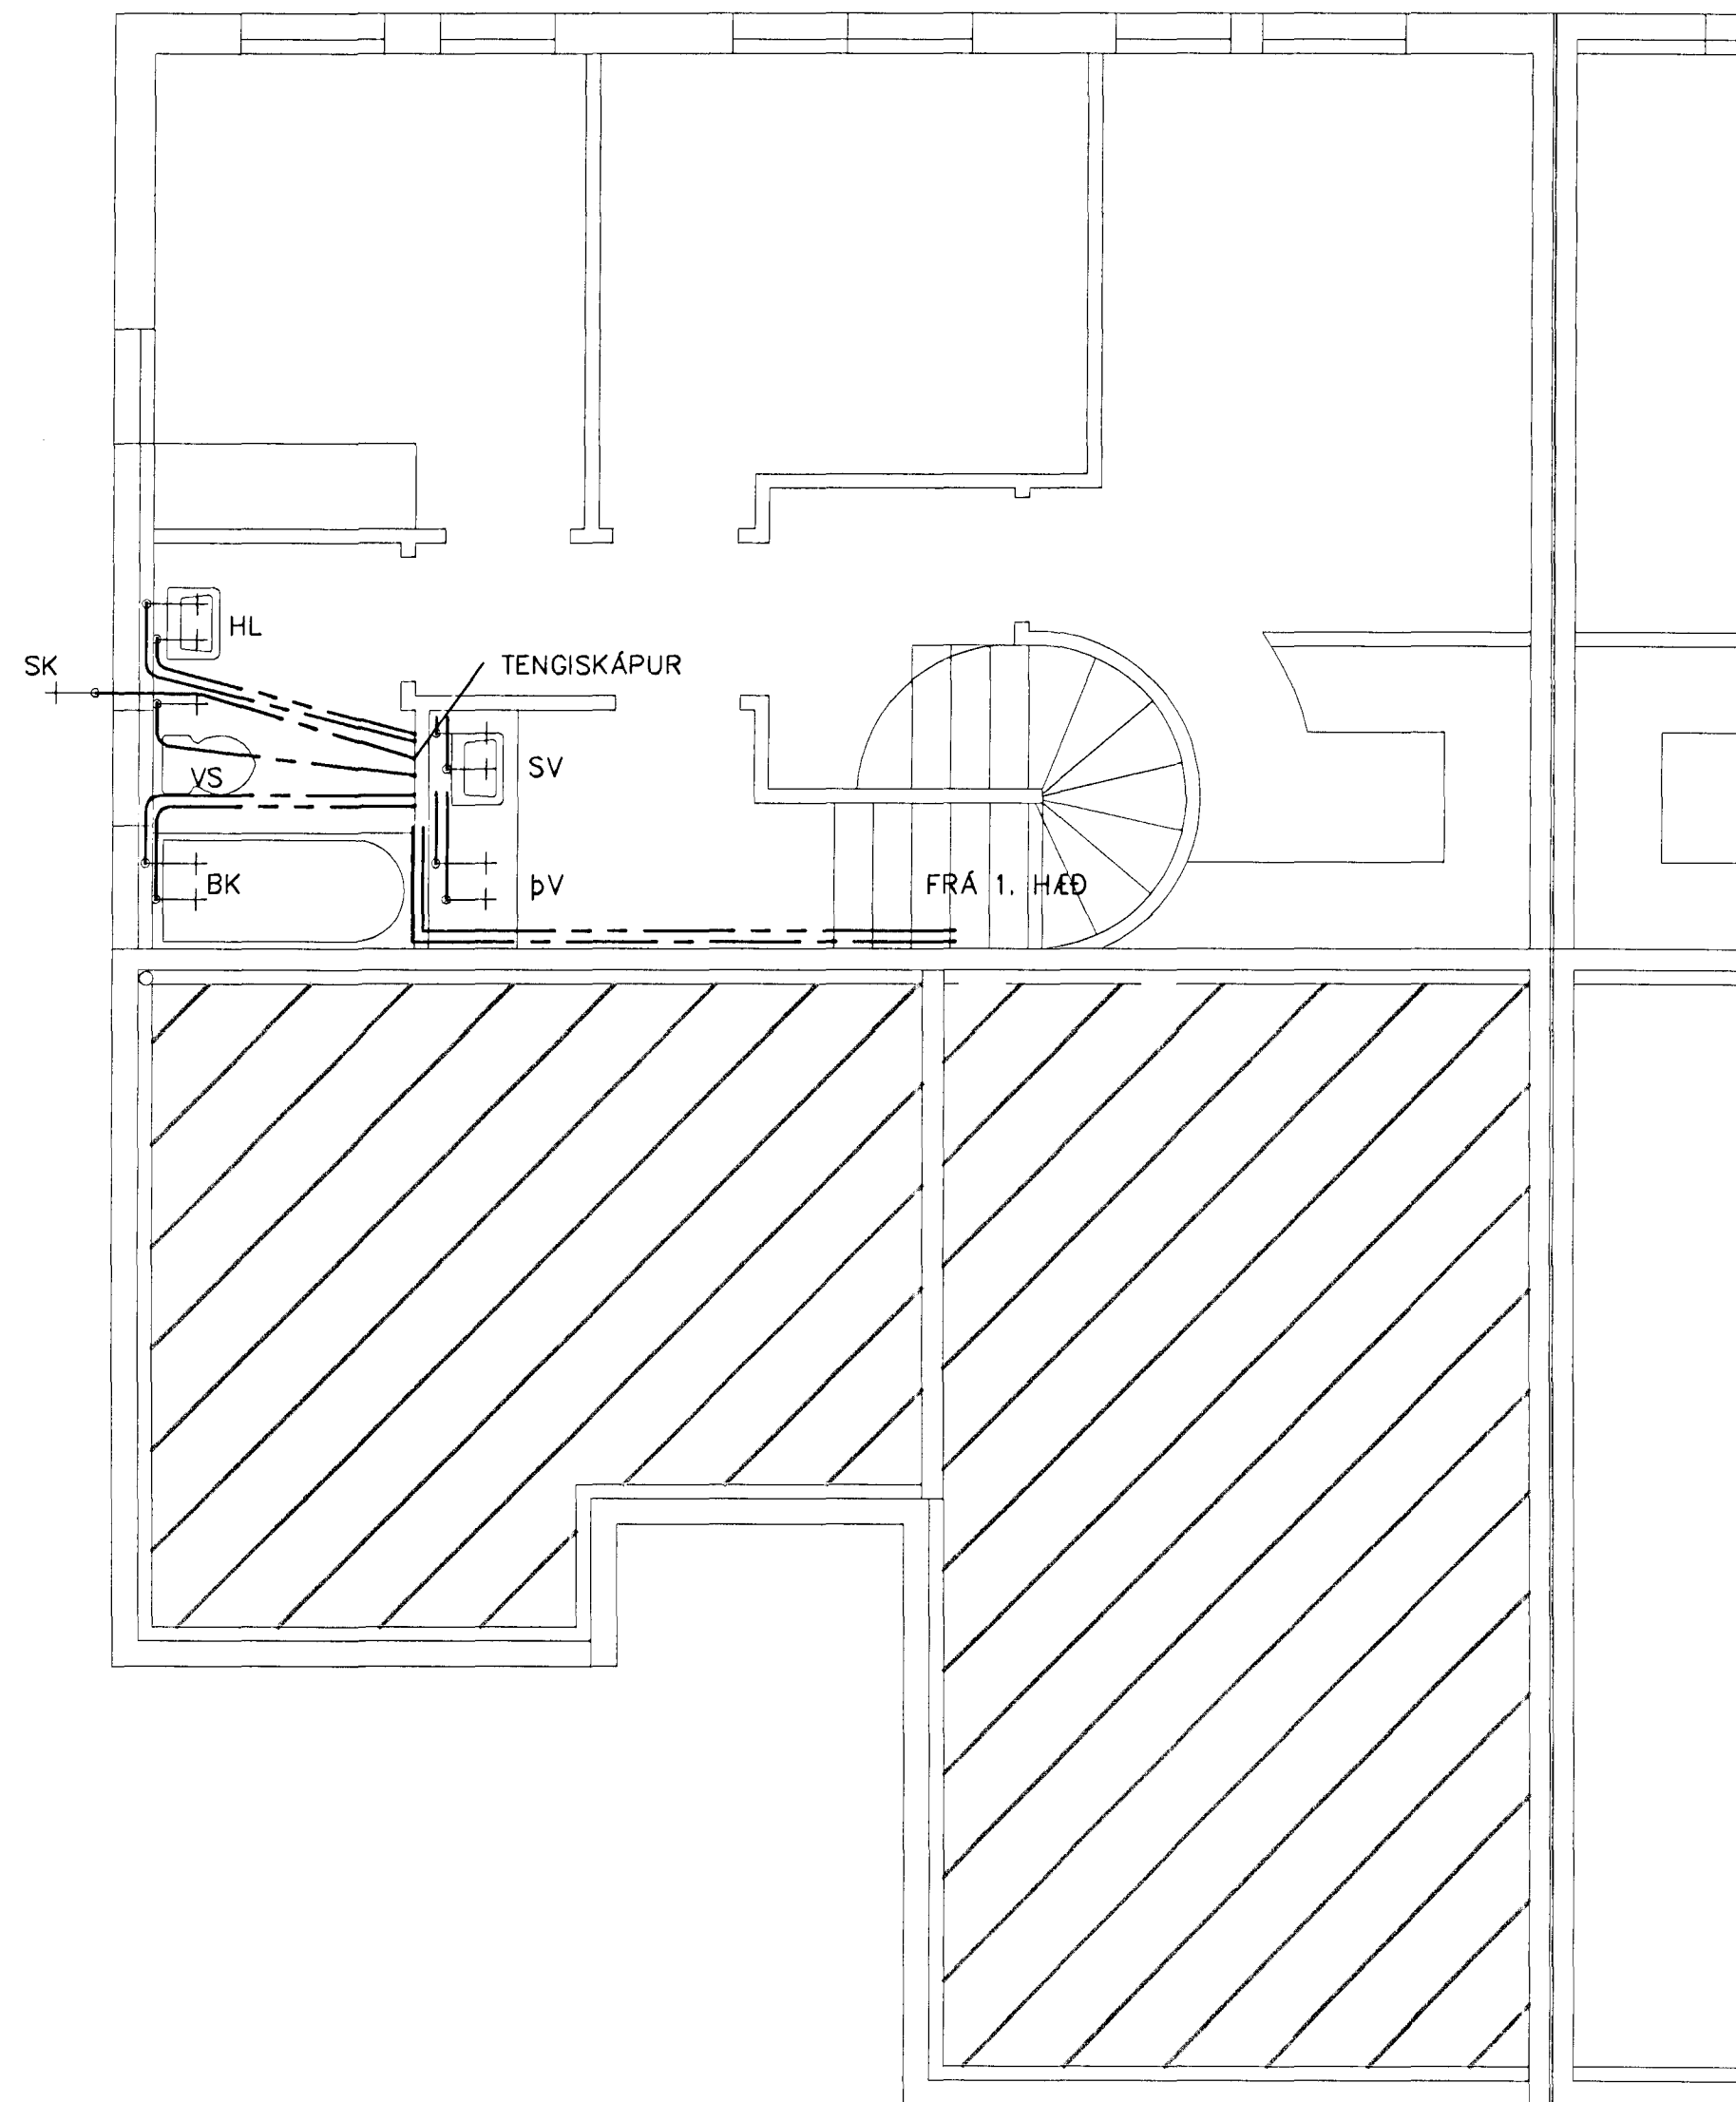 HL
SK
TENGISKÁPUR
SV
VS
BK
ÞV
FRÁ 1. HÆÐ